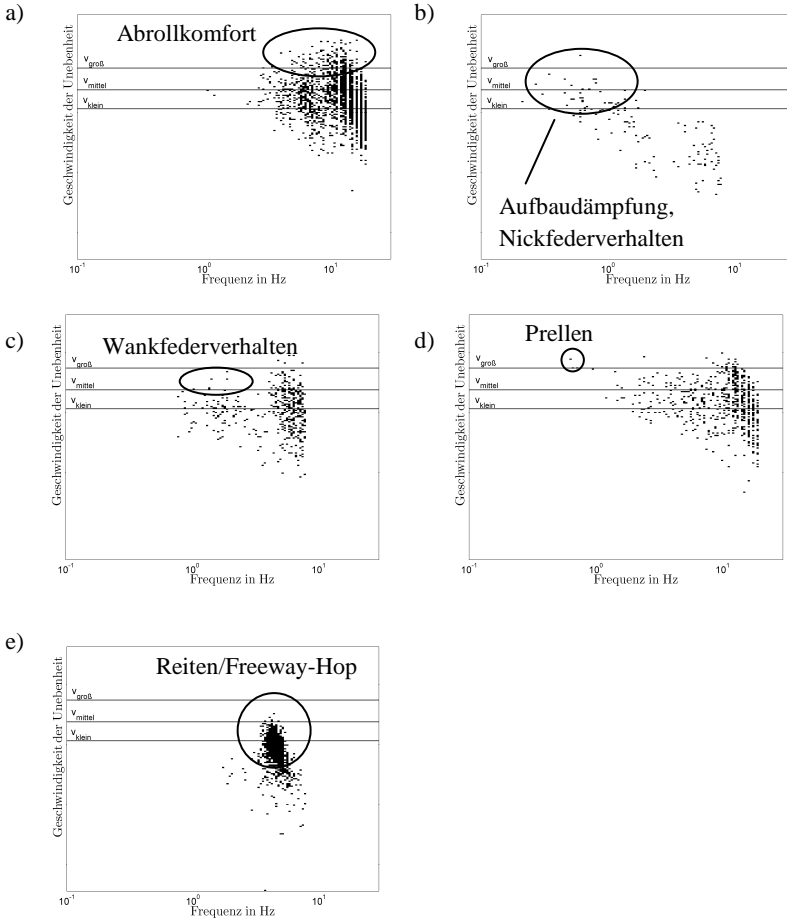 a)
Abrollkomfort
v_groß
v_mittel
v_klein
Geschwindigkeit der Unebenheit
10^-1
10^0
10^1
Frequenz in Hz
b)
v_groß
v_mittel
v_klein
Aufbaudämpfung,
Nickfederverhalten
Geschwindigkeit der Unebenheit
10^-1
10^0
10^1
Frequenz in Hz
c)
Wankfederverhalten
v_groß
v_mittel
v_klein
Geschwindigkeit der Unebenheit
10^-1
10^0
10^1
Frequenz in Hz
d)
Prellen
v_groß
v_mittel
v_klein
Geschwindigkeit der Unebenheit
10^-1
10^0
10^1
Frequenz in Hz
e)
Reiten/Freeway-Hop
v_groß
v_mittel
v_klein
Geschwindigkeit der Unebenheit
10^-1
10^0
10^1
Frequenz in Hz